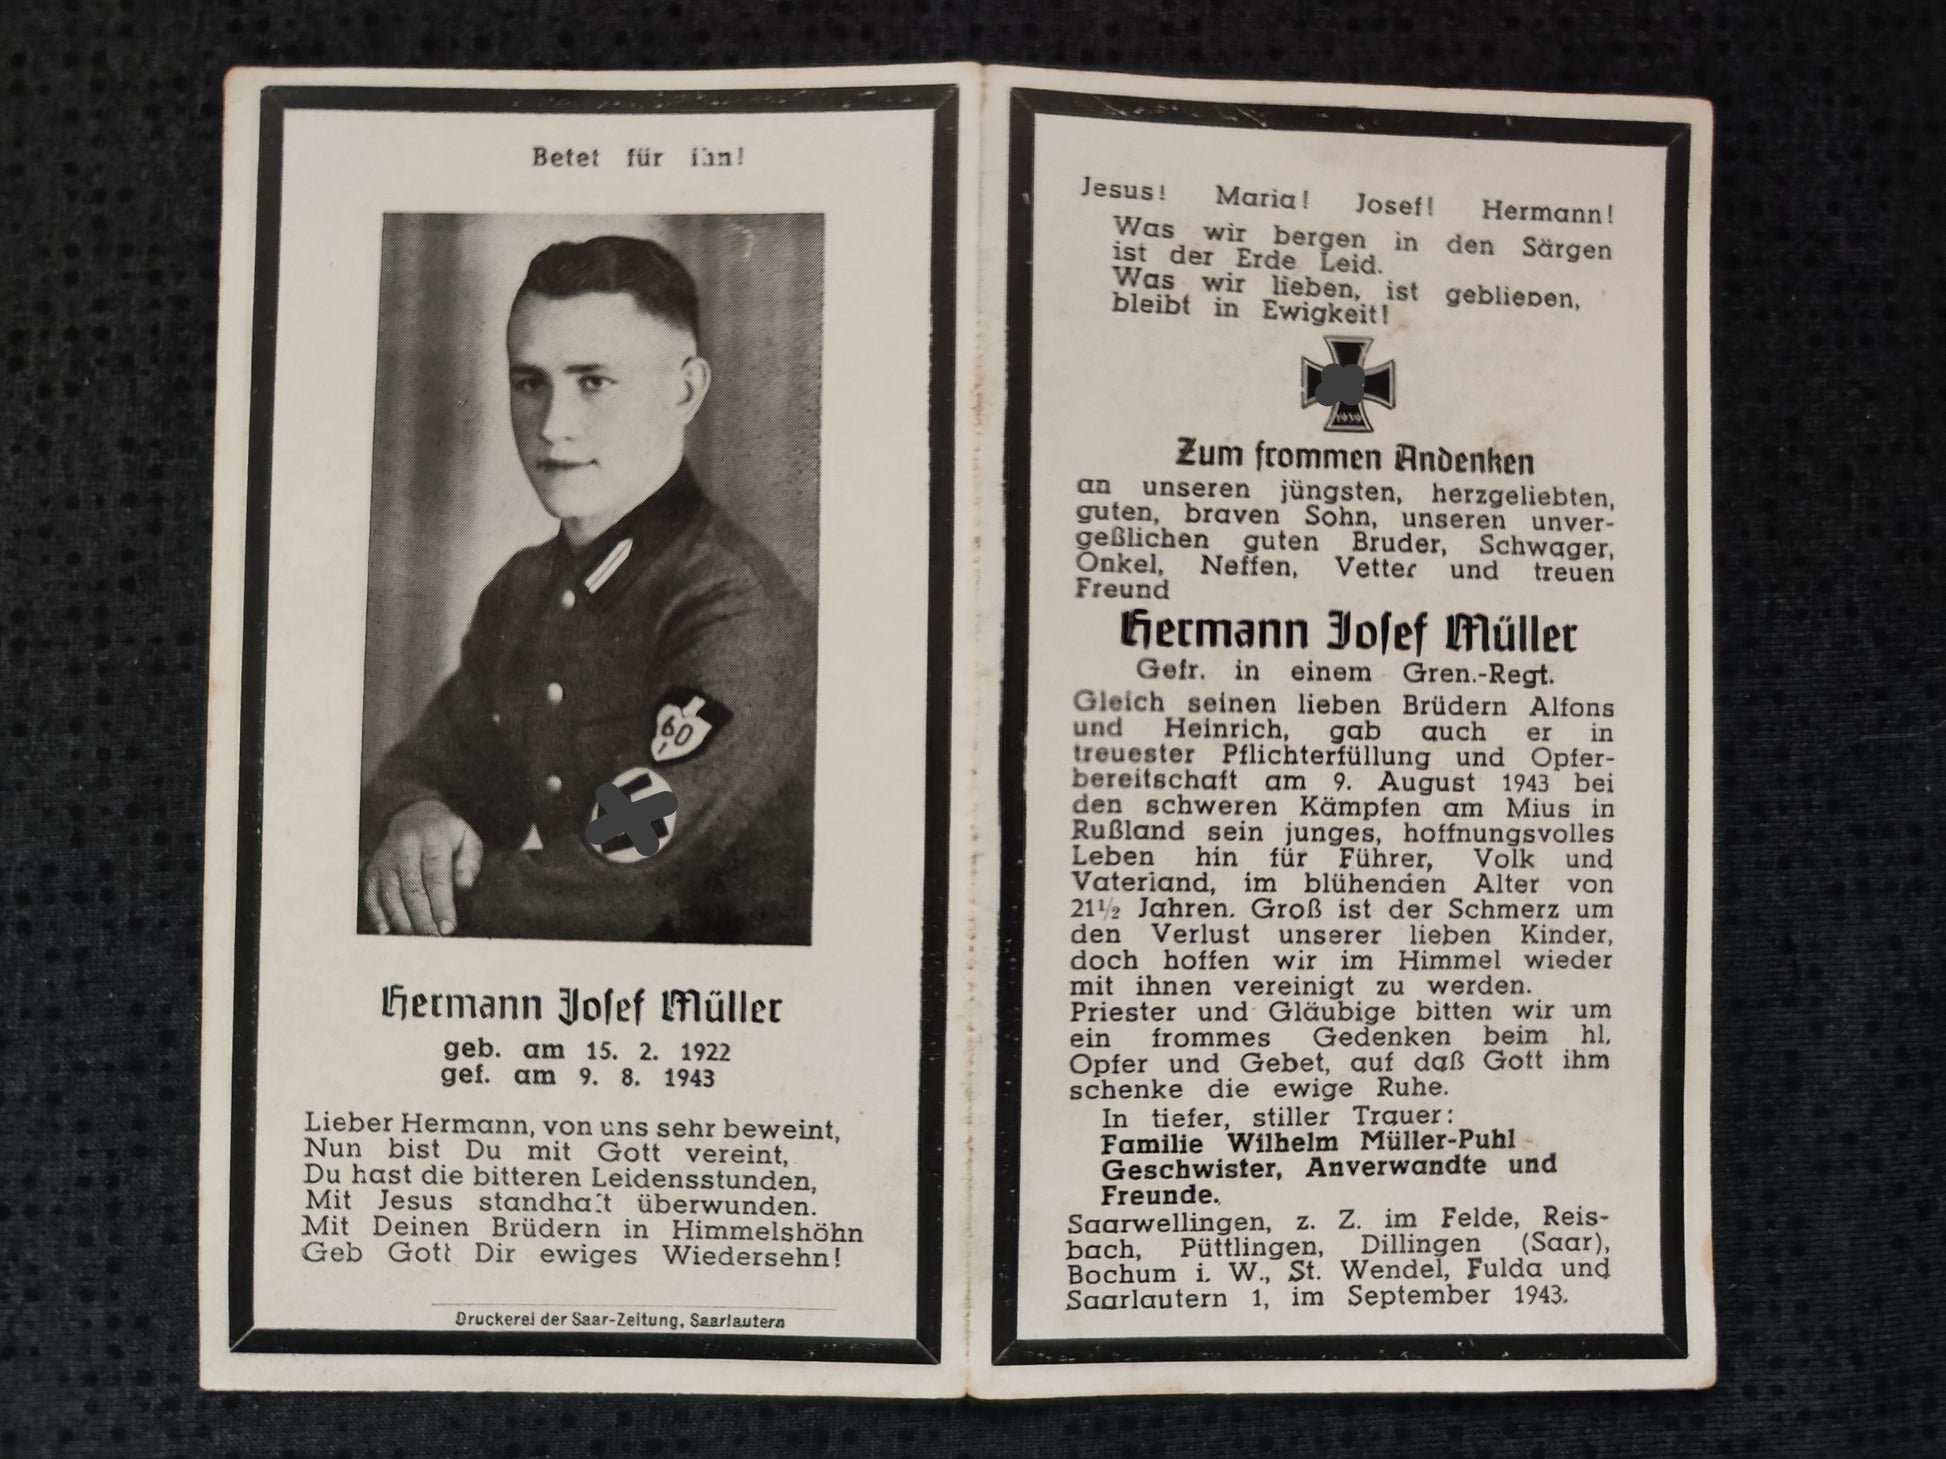 Betet für ihn!
60
Hermann Josef Müller
geb. am 15. 2. 1922
gef. am 9. 8. 1943
Lieber Hermann, von uns sehr beweint,
Nun bist Du mit Gott vereint,
Du hast die bitteren Leidensstunden,
Mit Jesus standhaft überwunden.
Mit Deinen Brüdern in Himmelshöhn
Geb Gott Dir ewiges Wiedersehn!
Druckerei der Saar-Zeitung, Saarlautern
Jesus! Maria! Josef! Hermann!
Was wir bergen in den Särgen
ist der Erde Leid.
Was wir lieben, ist geblieben,
bleibt in Ewigkeit!
1939
Zum frommen Andenken
an unseren jüngsten, herzgeliebten,
guten, braven Sohn, unseren unver-
geßlichen guten Bruder, Schwager,
Onkel, Neffen, Vetter und treuen
Freund
Hermann Josef Müller
Gefr. in einem Gren.-Regt.
Gleich seinen lieben Brüdern Alfons
und Heinrich, gab auch er in
treuester Pflichterfüllung und Opfer-
bereitschaft am 9. August 1943 bei
den schweren Kämpfen am Mius in
Rußland sein junges, hoffnungsvolles
Leben hin für Führer, Volk und
Vaterland, im blühenden Alter von
21½ Jahren. Groß ist der Schmerz um
den Verlust unserer lieben Kinder,
doch hoffen wir im Himmel wieder
mit ihnen vereinigt zu werden.
Priester und Gläubige bitten wir um
ein frommes Gedenken beim hl.
Opfer und Gebet, auf daß Gott ihm
schenke die ewige Ruhe.
In tiefer, stiller Trauer:
Familie Wilhelm Müller-Puhl
Geschwister, Anverwandte und
Freunde.
Saarwellingen, z. Z. im Felde, Reis-
bach, Püttlingen, Dillingen (Saar),
Bochum i. W., St. Wendel, Fulda und
Saarlautern 1, im September 1943.